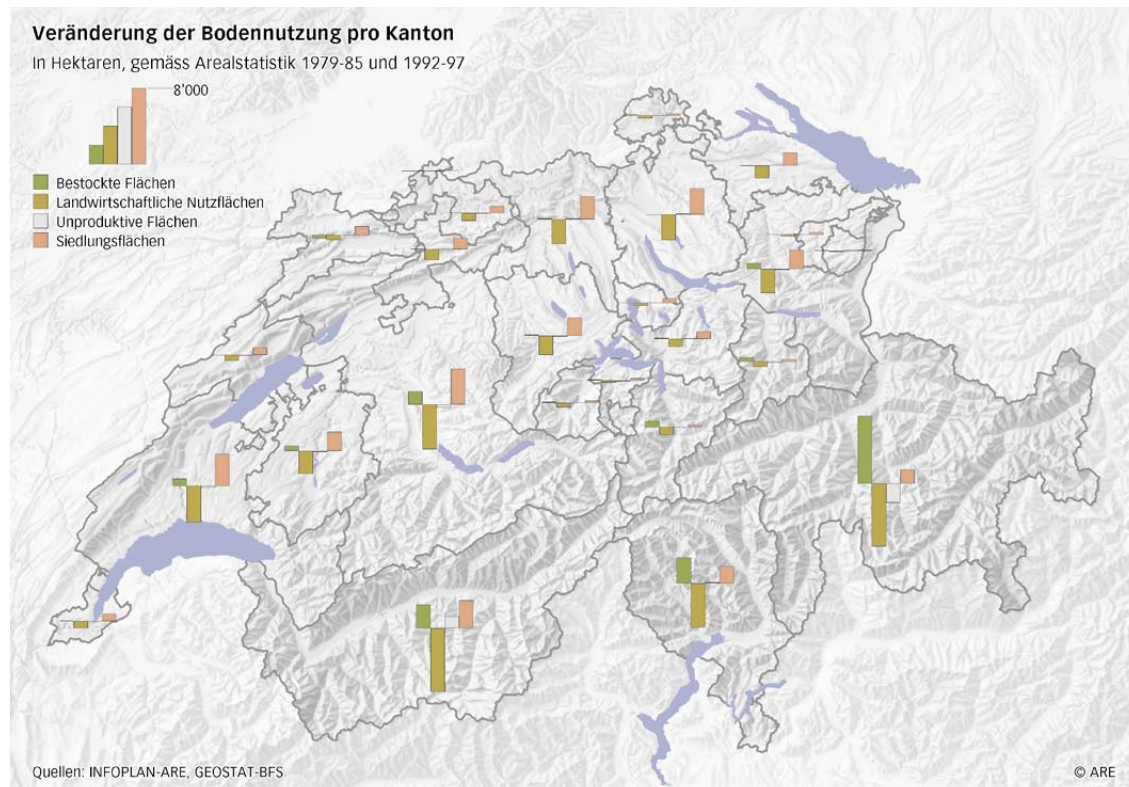 Veränderung der Bodennutzung pro Kanton
In Hektaren, gemäss Arealstatistik 1979-85 und 1992-97
8'000
Bestockte Flächen
Landwirtschaftliche Nutzflächen
Unproduktive Flächen
Siedlungsflächen
Quellen: INFOPLAN-ARE, GEOSTAT-BFS
© ARE